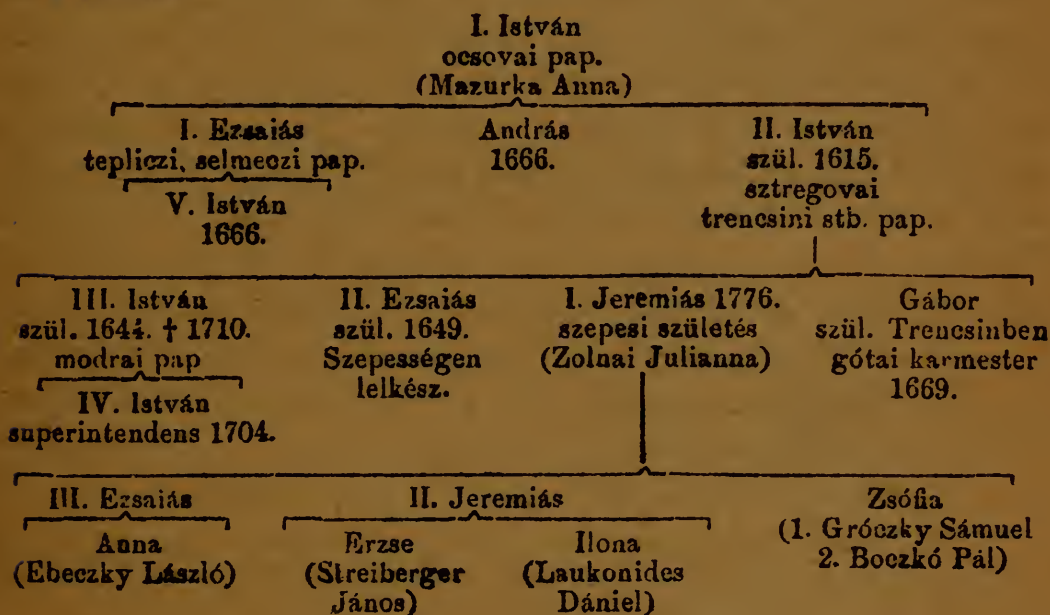 I. István
ocsovai pap.
(Mazurka Anna)
I. Ezsaiás
tepliczi, selmeczi pap.
V. István
1666.
András
1666.
II. István
szül. 1615.
sztregovai
trencsini stb. pap.
III. István
szül. 1644. † 1710.
modrai pap
IV. István
superintendens 1704.
II. Ezsaiás
szül. 1649.
Szepességen
lelkész.
I. Jeremiás 1776.
szepesi születés
(Zolnai Julianna)
Gábor
szül. Trencsinben
gótai karmester
1669.
III. Ezsaiás
Anna
(Ebeczky László)
II. Jeremiás
Erzse
(Streiberger
János)
Ilona
(Laukonides
Dániel)
Zsófia
(1. Gróczky Sámuel
2. Boczkó Pál)